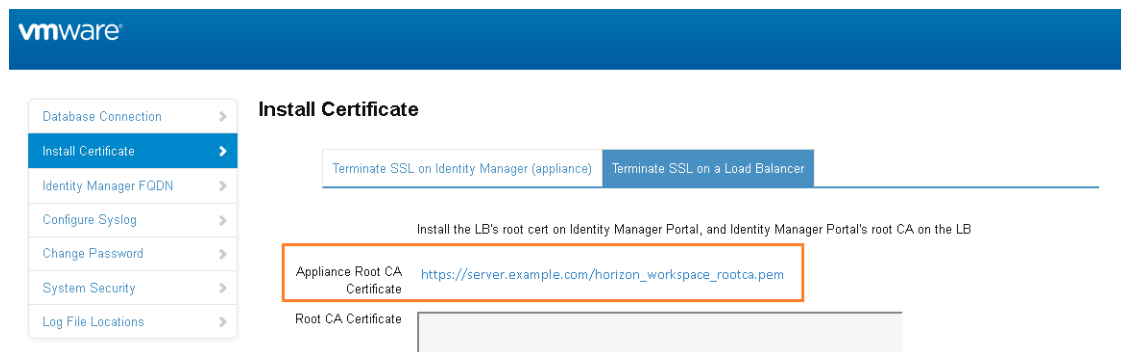 vmware®
Database Connection
Install Certificate
Identity Manager FQDN
Configure Syslog
Change Password
System Security
Log File Locations
Install Certificate
Terminate SSL on Identity Manager (appliance)
Terminate SSL on a Load Balancer
Install the LB's root cert on Identity Manager Portal, and Identity Manager Portal's root CA on the LB
Appliance Root CA
Certificate
https://server.example.com/horizon_workspace_rootca.pem
Root CA Certificate